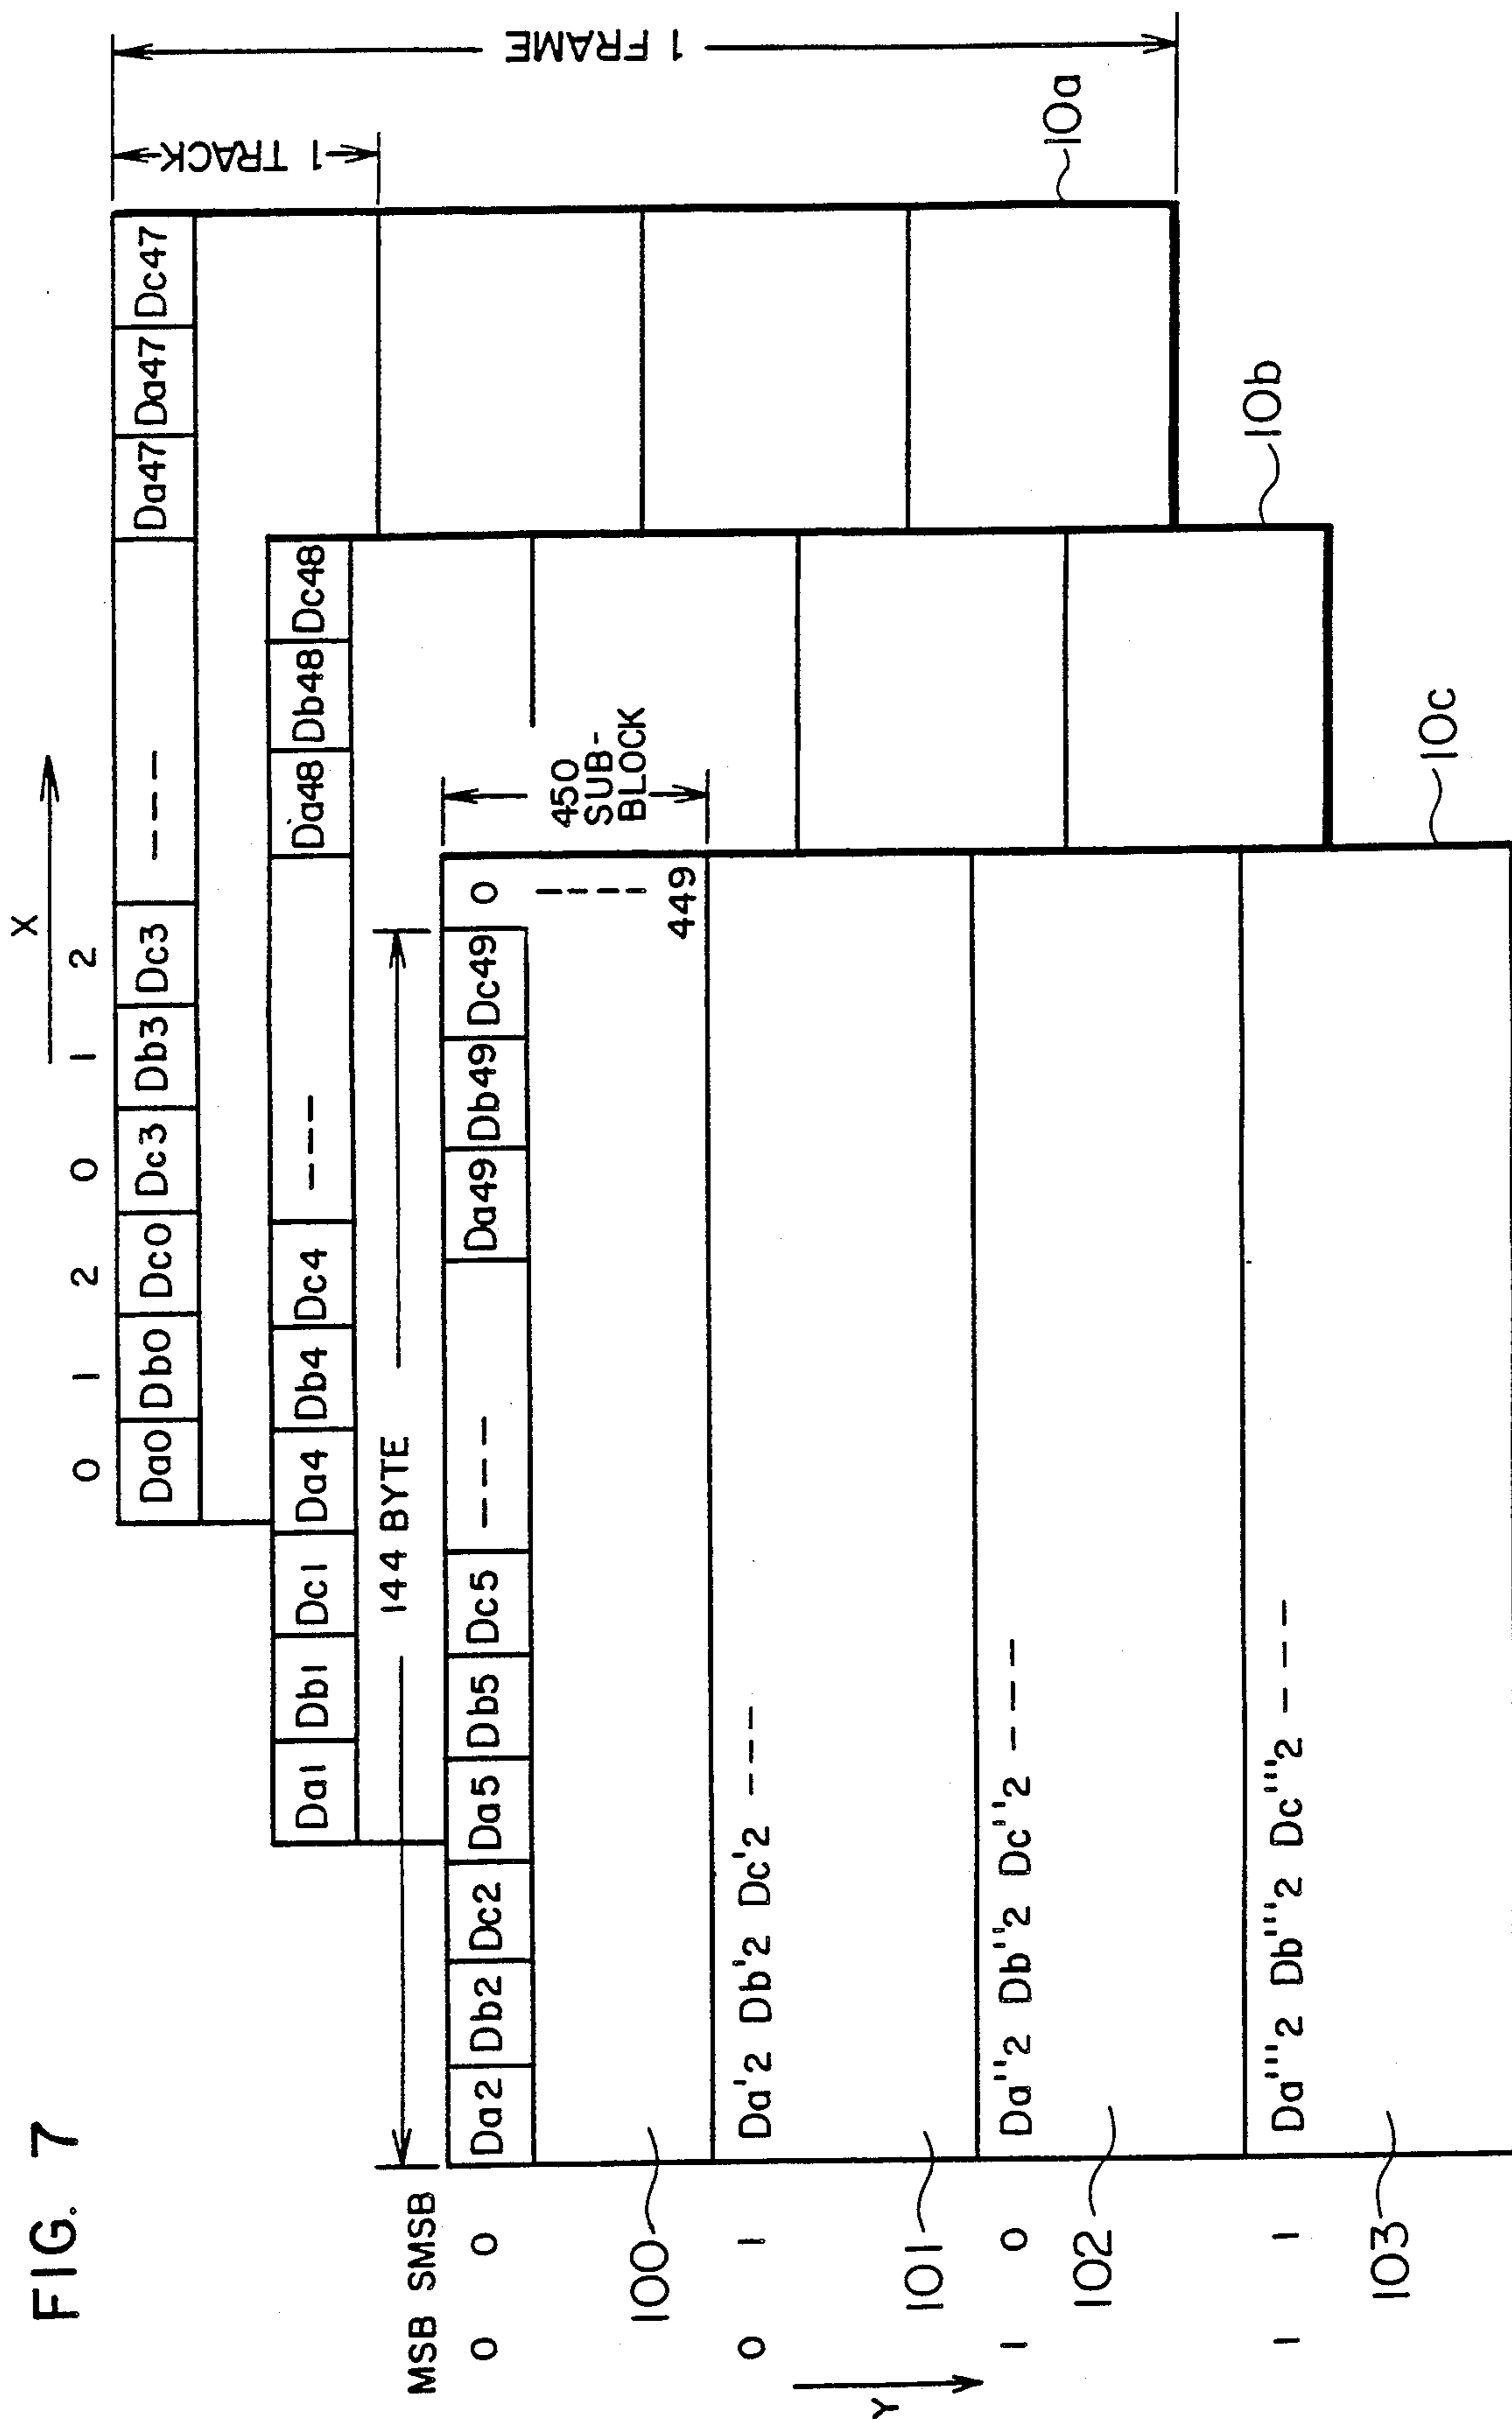 FIG. 7
X
0 1 2 0 1 2
Da0 Db0 Dc0 Dc3 Db3 Dc3 --- Da47 Da47 Dc47
1 TRACK
1 FRAME
Da1 Db1 Dc1 Da4 Db4 Dc4 --- Da48 Db48 Dc48
144 BYTE
MSB SMSB
0 0
Da2 Db2 Dc2 Da5 Db5 Dc5 --- Da49 Db49 Dc49 0
450
SUB-
BLOCK
449
100
0 1
Da'2 Db'2 Dc'2 ---
101
1 0
Da''2 Db''2 Dc''2 ---
102
1 1
Da'''2 Db'''2 Dc'''2 ---
103
Y
10a
10b
10c